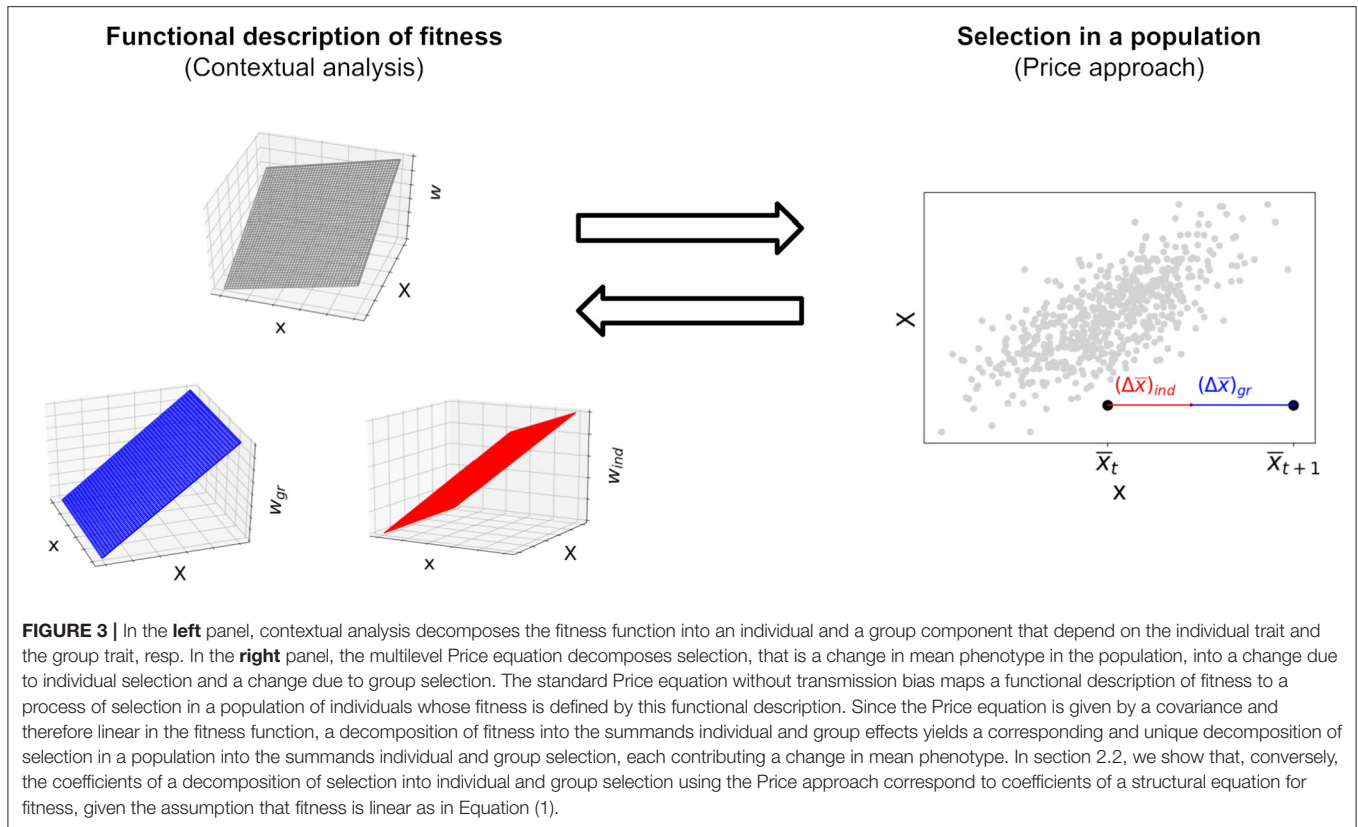 Functional description of fitness
(Contextual analysis)
Selection in a population
(Price approach)
w
X
x
x
X
w_gr
x
X
w_ind
X
(Δx̅)_ind
(Δx̅)_gr
x̅_t
x̅_{t+1}
x
FIGURE 3 | In the left panel, contextual analysis decomposes the fitness function into an individual and a group component that depend on the individual trait and
the group trait, resp. In the right panel, the multilevel Price equation decomposes selection, that is a change in mean phenotype in the population, into a change due
to individual selection and a change due to group selection. The standard Price equation without transmission bias maps a functional description of fitness to a
process of selection in a population of individuals whose fitness is defined by this functional description. Since the Price equation is given by a covariance and
therefore linear in the fitness function, a decomposition of fitness into the summands individual and group effects yields a corresponding and unique decomposition of
selection in a population into the summands individual and group selection, each contributing a change in mean phenotype. In section 2.2, we show that, conversely,
the coefficients of a decomposition of selection into individual and group selection using the Price approach correspond to coefficients of a structural equation for
fitness, given the assumption that fitness is linear as in Equation (1).